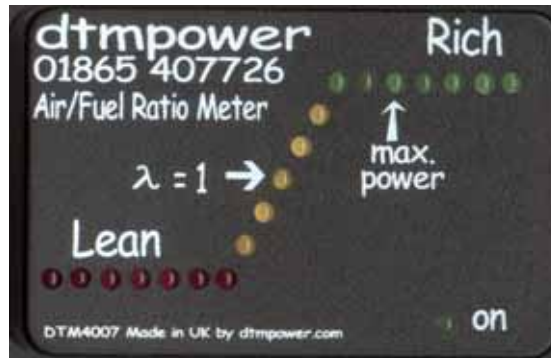 dtmpower
Rich
01865 407726
Air/Fuel Ratio Meter
max.
power
λ = 1
Lean
on
DTM4007 Made in UK by dtmpower.com